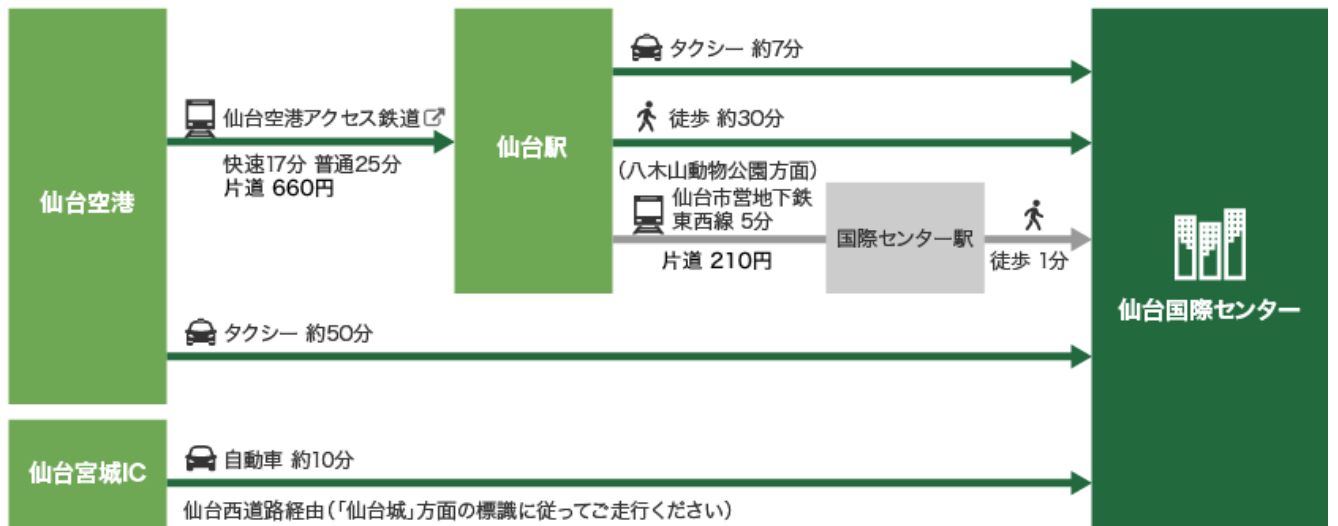 仙台空港
仙台空港アクセス鉄道
快速17分 普通25分
片道 660円
仙台駅
タクシー 約7分
徒歩 約30分
(八木山動物公園方面)
仙台市営地下鉄
東西線 5分
片道 210円
国際センター駅
徒歩 1分
タクシー 約50分
仙台宮城IC
自動車 約10分
仙台西道路経由(「仙台城」方面の標識に従ってご走行ください)
仙台国際センター